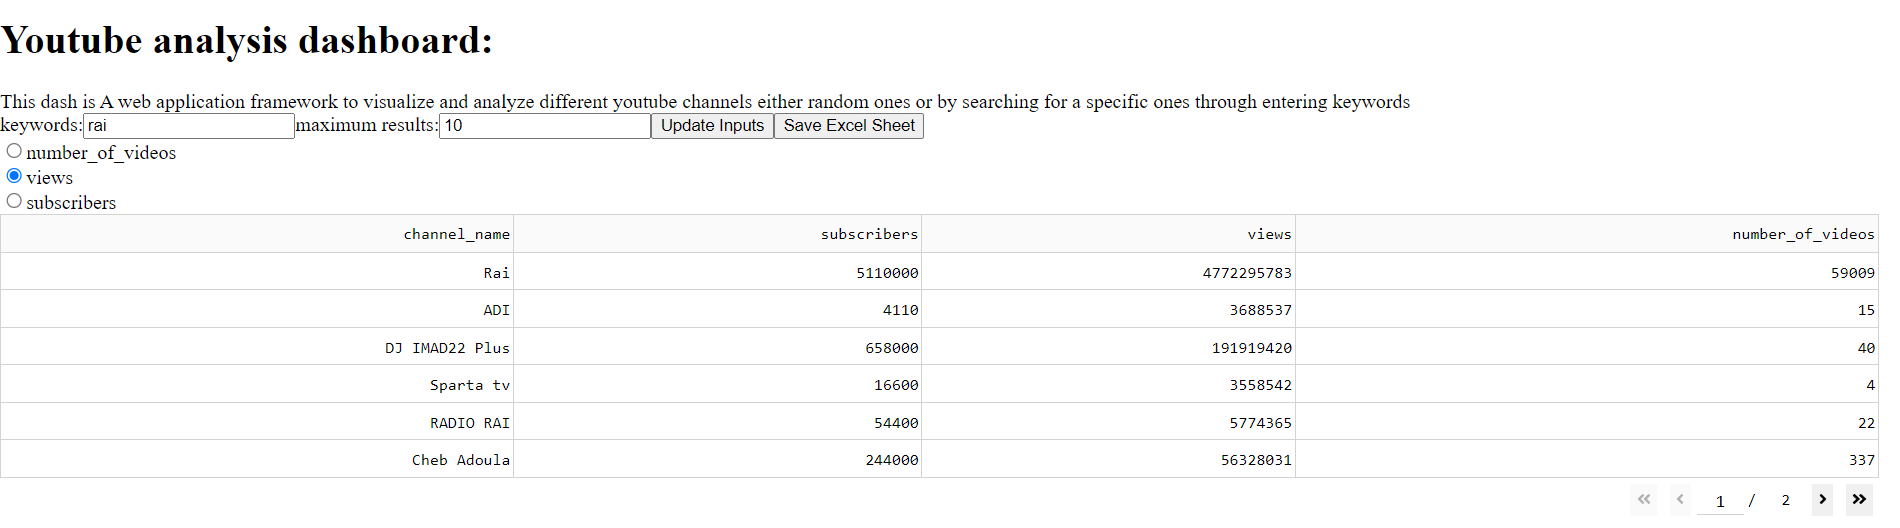 Youtube analysis dashboard:
This dash is A web application framework to visualize and analyze different youtube channels either random ones or by searching for a specific ones through entering keywords
keywords: rai maximum results: 10 Update Inputs Save Excel Sheet
number_of_videos
views
subscribers
channel_name subscribers views number_of_videos
Rai 5110000 4772295783 59009
ADI 4110 3688537 15
DJ IMAD22 Plus 658000 191919420 40
Sparta tv 16600 3558542 4
RADIO RAI 54400 5774365 22
Cheb Adoula 244000 56328031 337
1 / 2